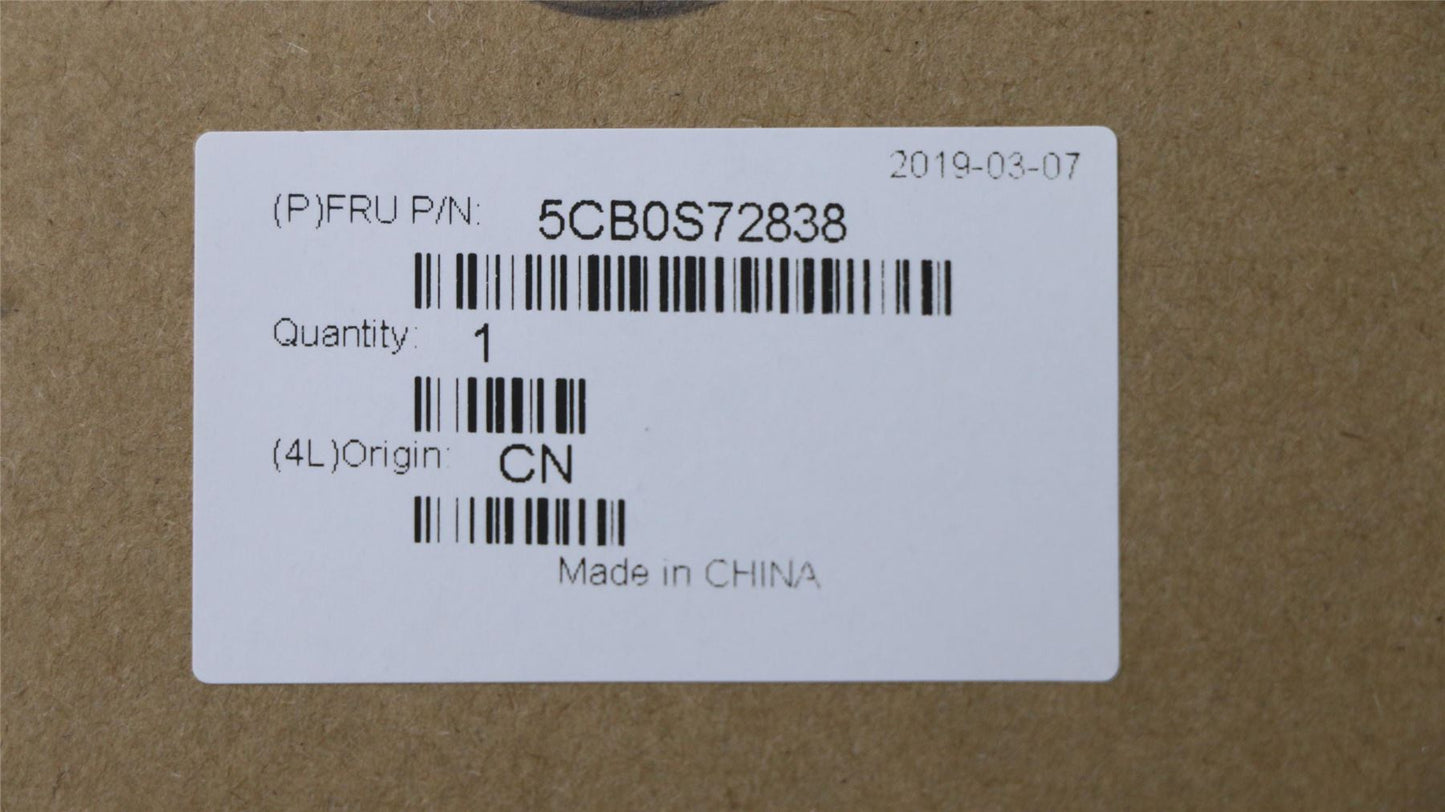 2019-03-07
(P)FRU P/N: 5CB0S72838
Quantity: 1
(4L)Origin: CN
Made in CHINA